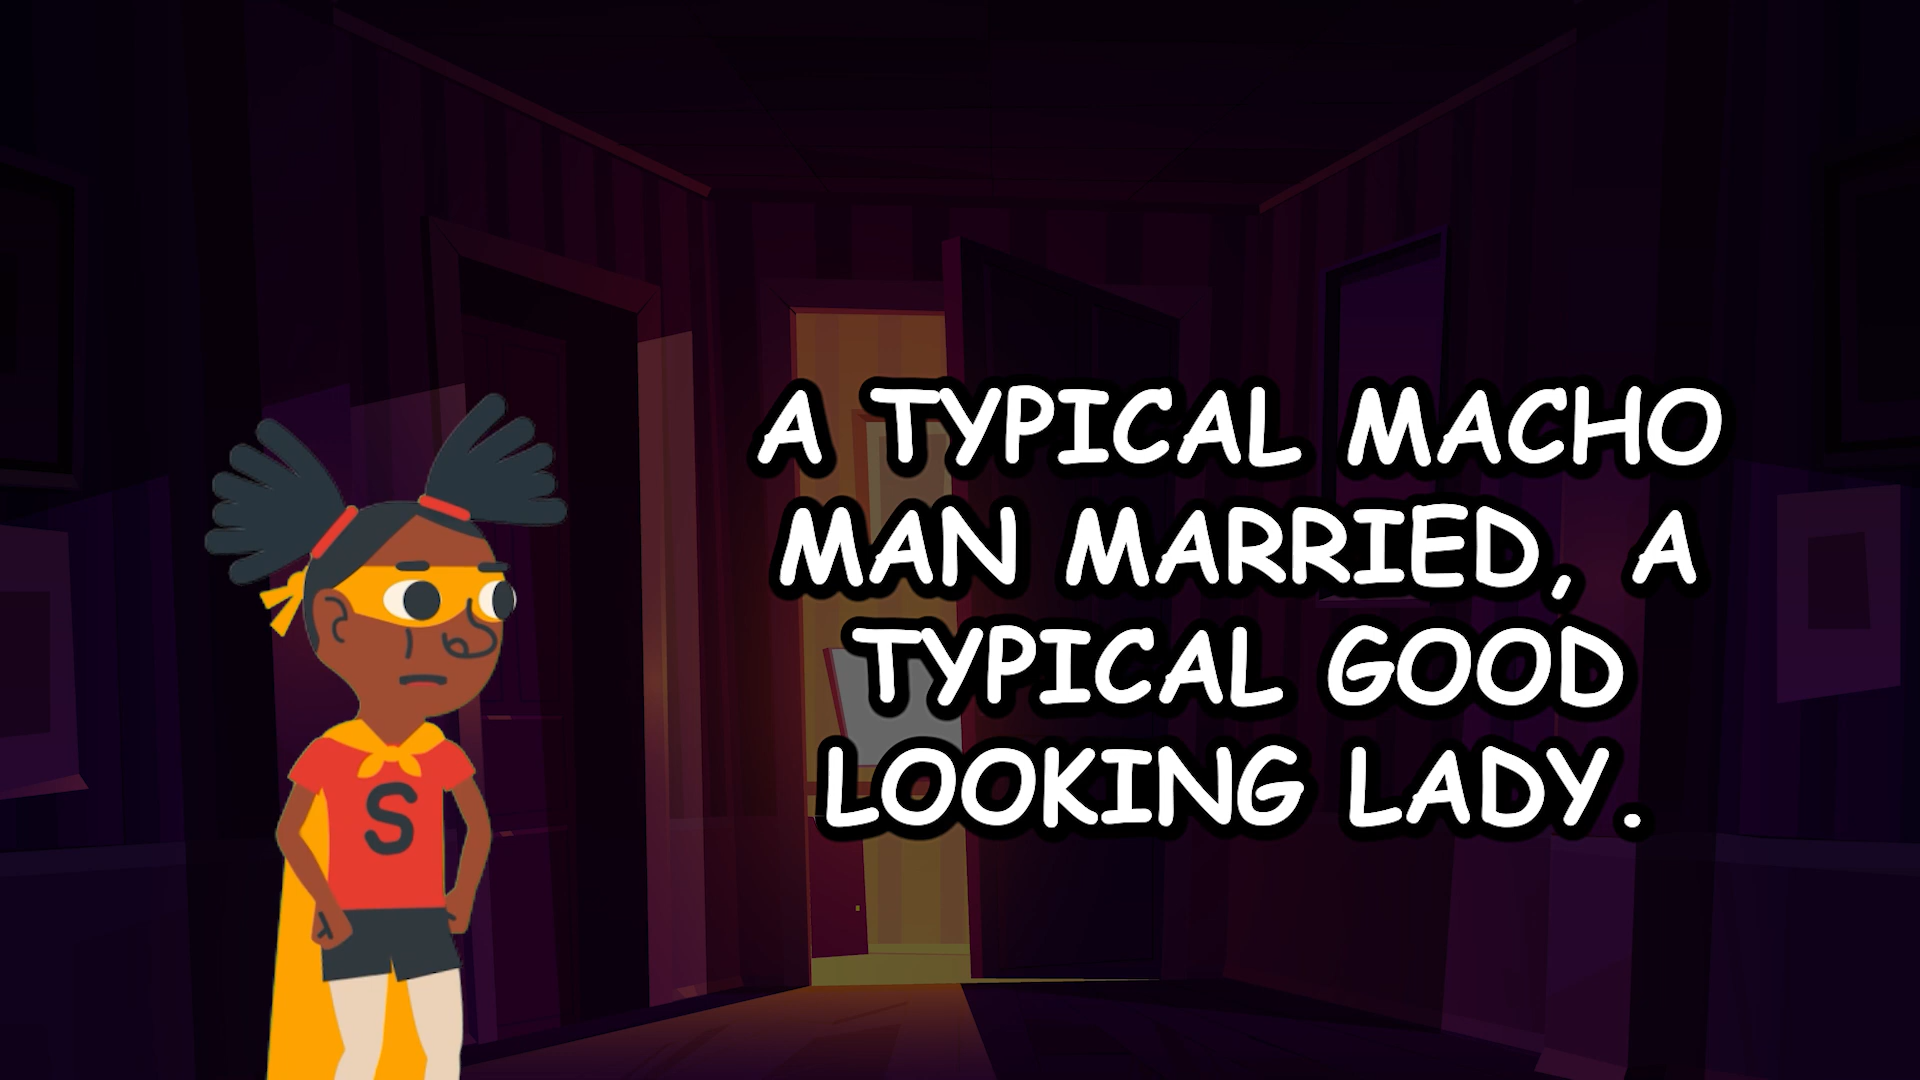 A TYPICAL MACHO
MAN MARRIED, A
TYPICAL GOOD
LOOKING LADY.
S